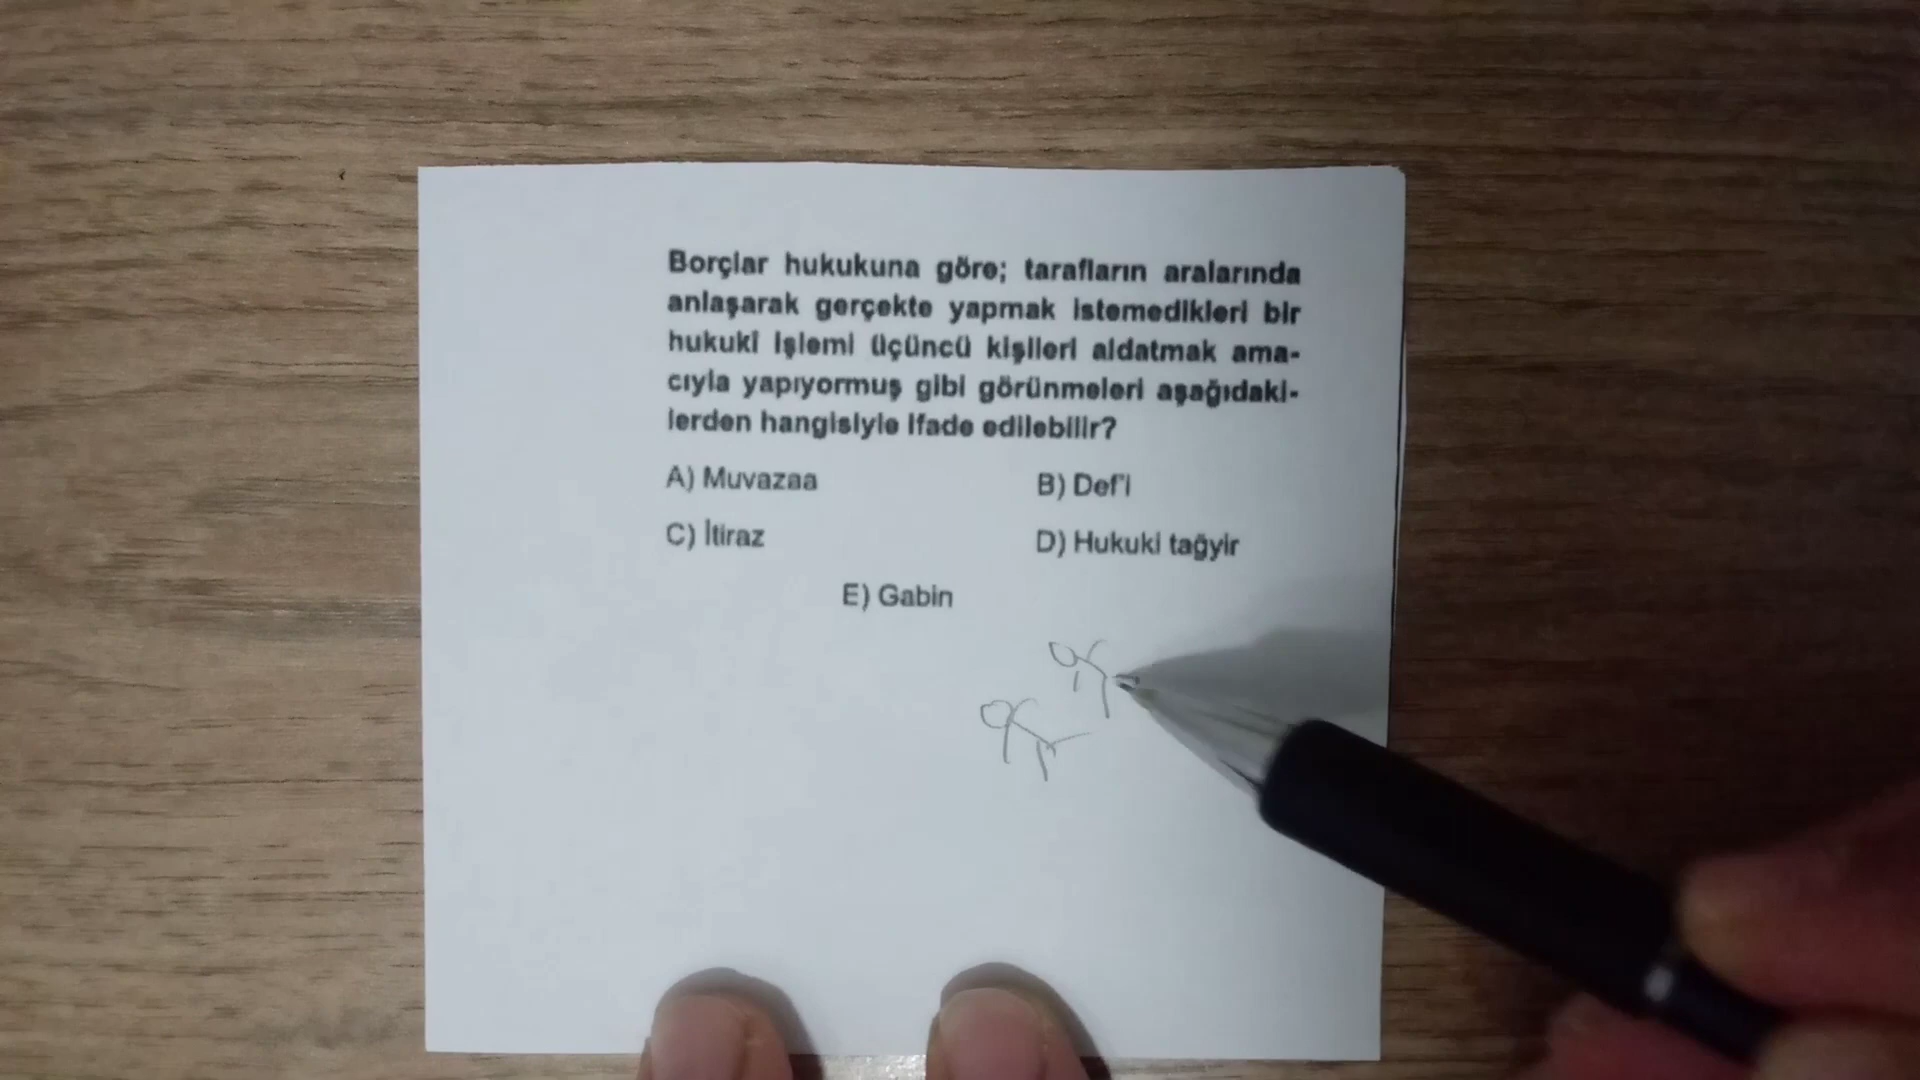 Borçlar hukukuna göre; tarafların aralarında
anlaşarak gerçekte yapmak istemedikleri bir
hukukî işlemi üçüncü kişileri aldatmak ama-
cıyla yapıyormuş gibi görünmeleri aşağıdaki-
lerden hangisiyle ifade edilebilir?
A) Muvazaa B) Def'i
C) İtiraz D) Hukuki tağyir
E) Gabin